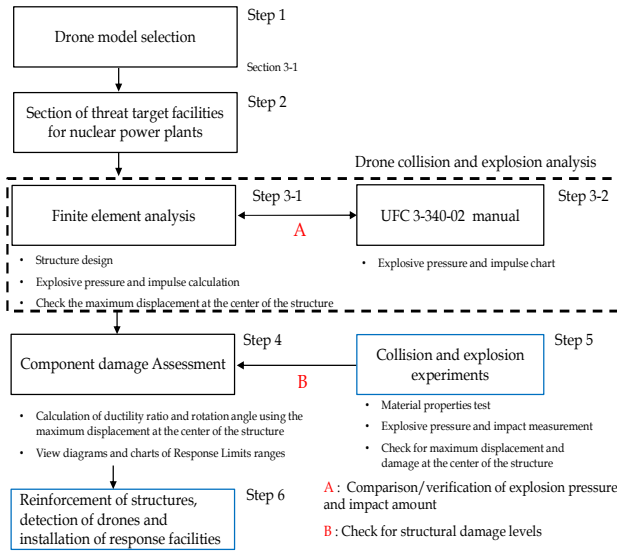 Step 1
Drone model selection
Section 3-1
Step 2
Section of threat target facilities
for nuclear power plants
Drone collision and explosion analysis
Step 3-1
Step 3-2
Finite element analysis
A
UFC 3-340-02 manual
• Structure design
• Explosive pressure and impulse calculation
• Check the maximum displacement at the center of the structure
• Explosive pressure and impulse chart
Step 4
Step 5
Component damage Assessment
B
Collision and explosion
experiments
• Calculation of ductility ratio and rotation angle using the
maximum displacement at the center of the structure
• View diagrams and charts of Response Limits ranges
• Material properties test
• Explosive pressure and impact measurement
• Check for maximum displacement and
damage at the center of the structure
Step 6
Reinforcement of structures,
detection of drones and
installation of response facilities
A : Comparison/verification of explosion pressure
and impact amount
B : Check for structural damage levels